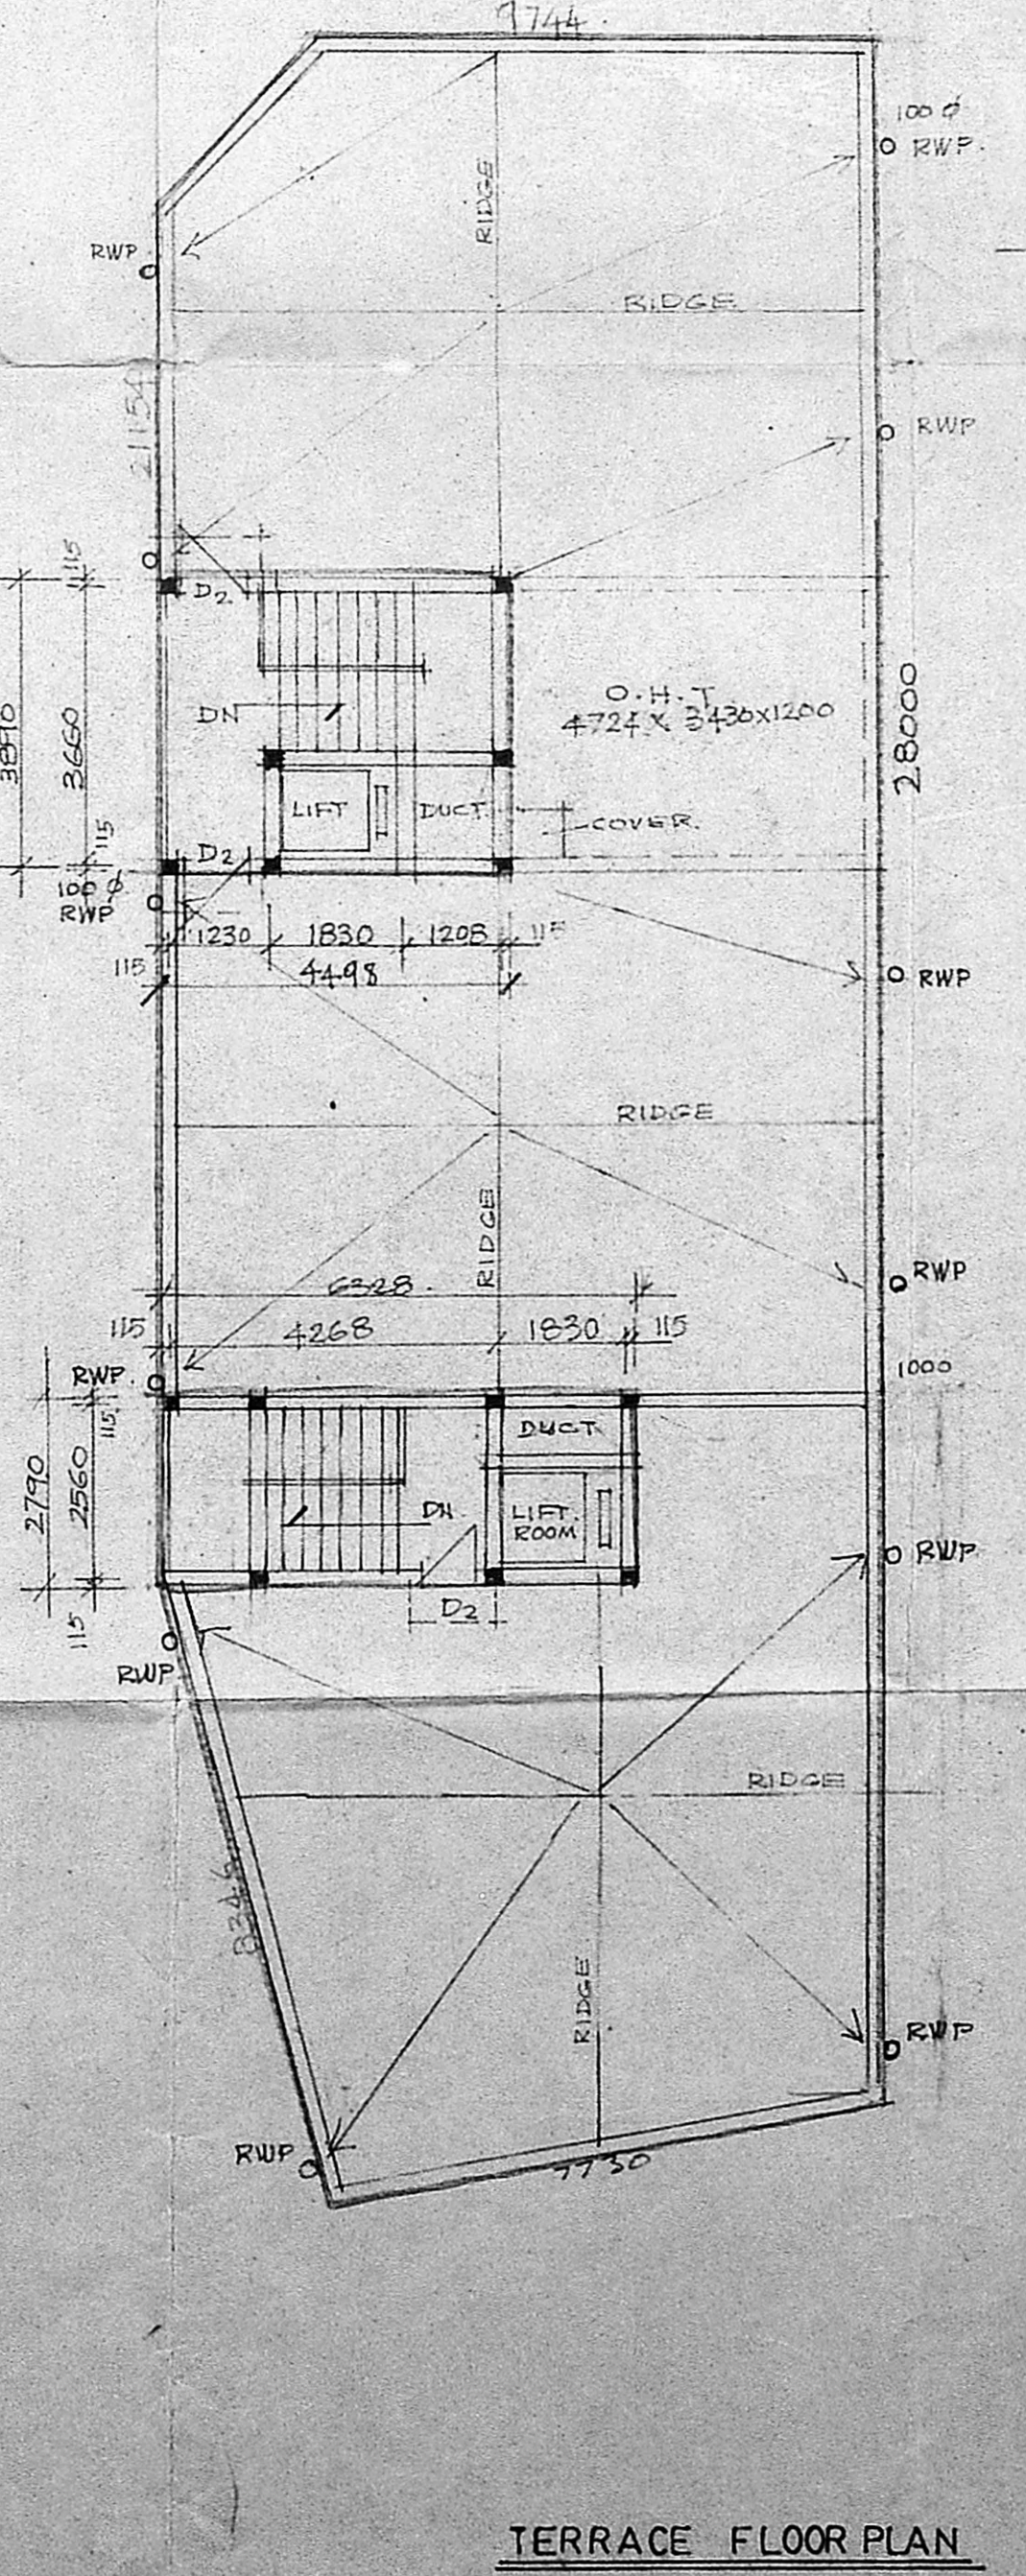 9744
100 Ø
RWP.
RIDGE
RWP.
RIDGE
21154
RWP
115
D2
O.H.T
4724 X 3430X1200
DN
28000
3890
3660
LIFT
DUCT.
COVER.
115
D2
100 Ø
RWP
1230
1830
1208
115
115
4498
RWP
RIDGE
RIDGE
RWP
6328.
115
4268
1830
115
RWP.
1000
115
DUCT.
2790
2560
DN.
LIFT.
ROOM
RWP.
D2
115
RWP
RIDGE
8346
RIDGE
RWP
RWP
7730
TERRACE FLOOR PLAN